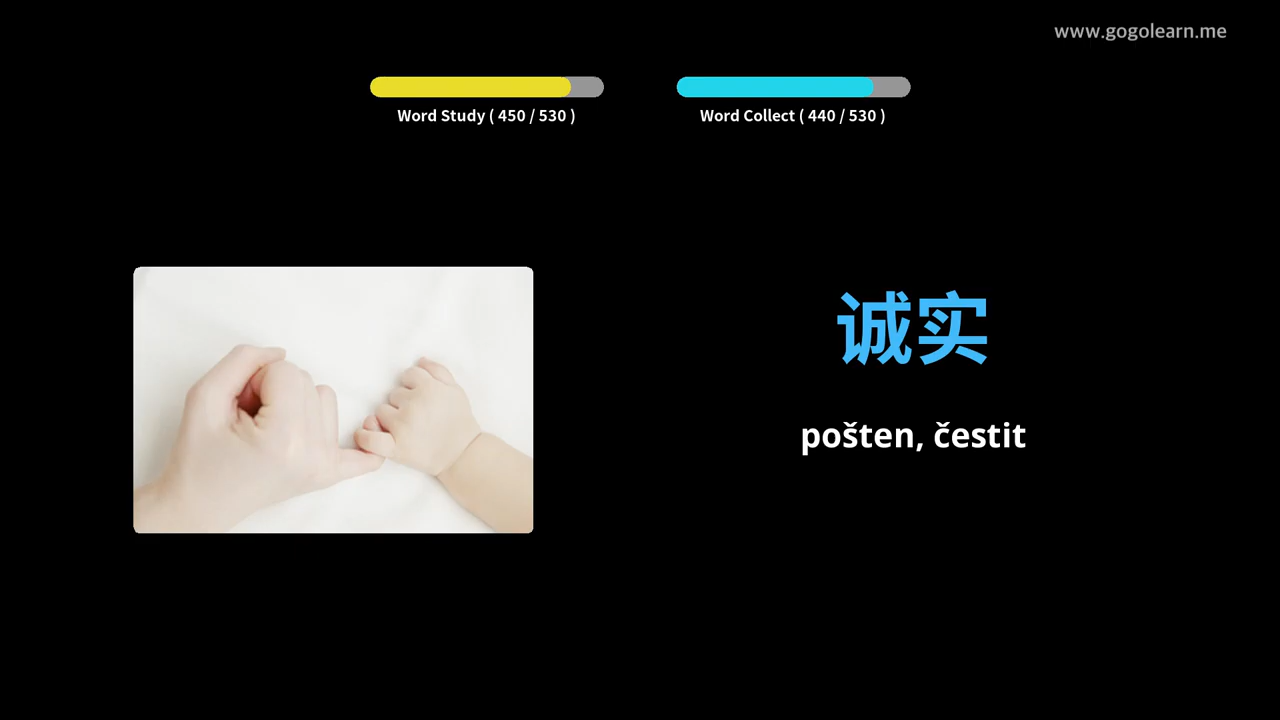 www.gogolearn.me
Word Study ( 450 / 530 )
Word Collect ( 440 / 530 )
诚实
pošten, čestit